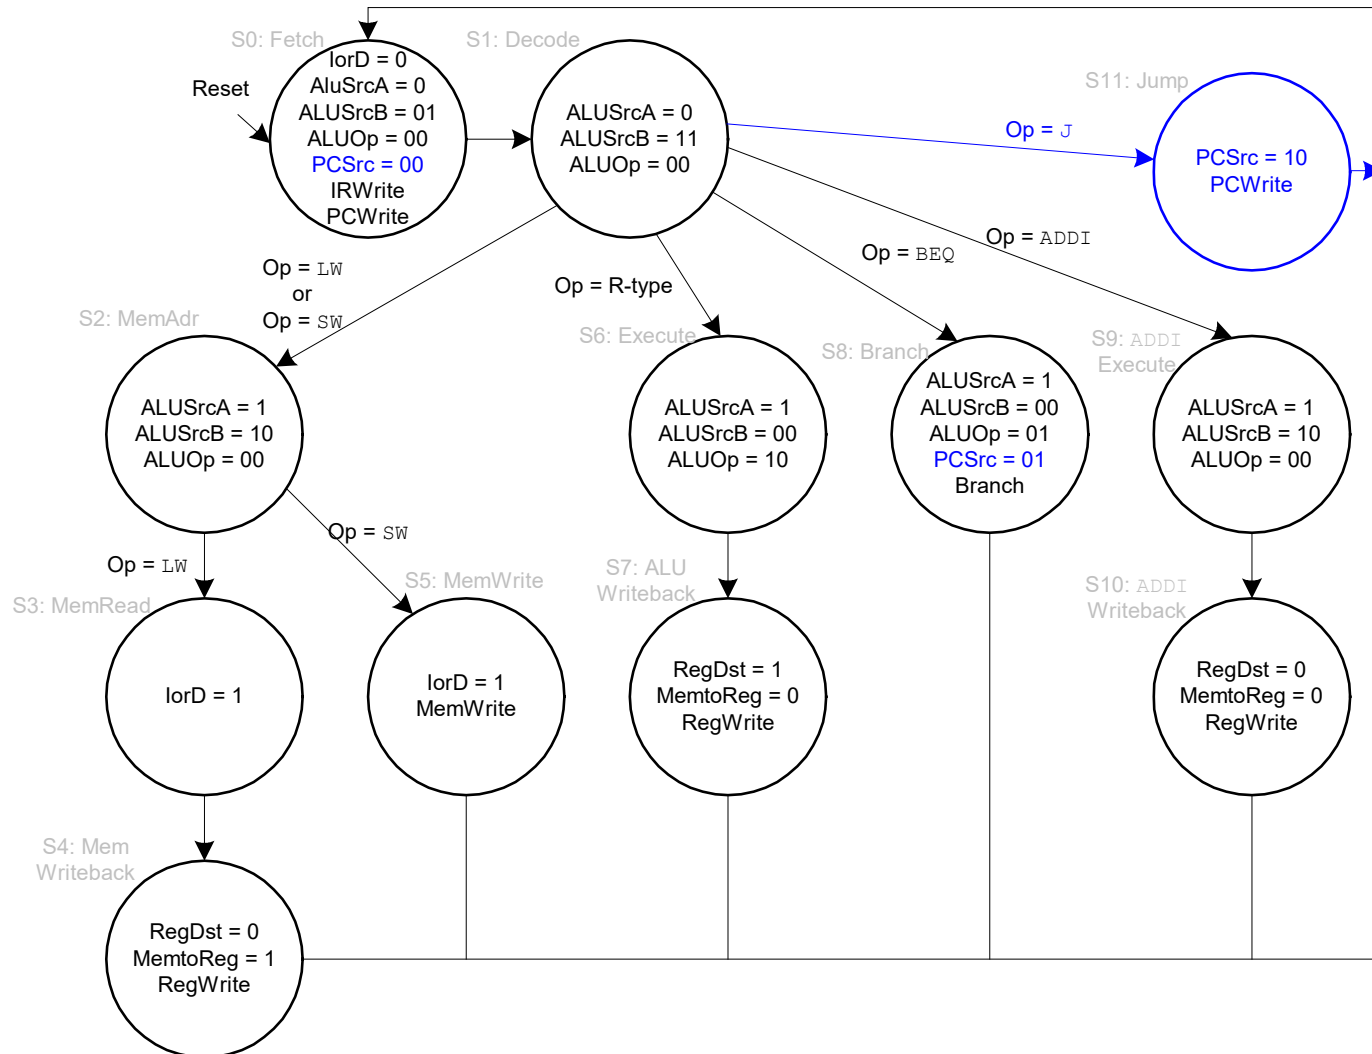 S0: Fetch
IorD = 0
AluSrcA = 0
ALUSrcB = 01
ALUOp = 00
PCSrc = 00
IRWrite
PCWrite
Reset
S1: Decode
ALUSrcA = 0
ALUSrcB = 11
ALUOp = 00
S11: Jump
Op = J
PCSrc = 10
PCWrite
Op = LW
or
Op = SW
Op = R-type
Op = BEQ
Op = ADDI
S2: MemAdr
ALUSrcA = 1
ALUSrcB = 10
ALUOp = 00
S6: Execute
ALUSrcA = 1
ALUSrcB = 00
ALUOp = 10
S8: Branch
ALUSrcA = 1
ALUSrcB = 00
ALUOp = 01
PCSrc = 01
Branch
S9: ADDI
Execute
ALUSrcA = 1
ALUSrcB = 10
ALUOp = 00
Op = LW
Op = SW
S3: MemRead
IorD = 1
S5: MemWrite
IorD = 1
MemWrite
S7: ALU
Writeback
RegDst = 1
MemtoReg = 0
RegWrite
S10: ADDI
Writeback
RegDst = 0
MemtoReg = 0
RegWrite
S4: Mem
Writeback
RegDst = 0
MemtoReg = 1
RegWrite